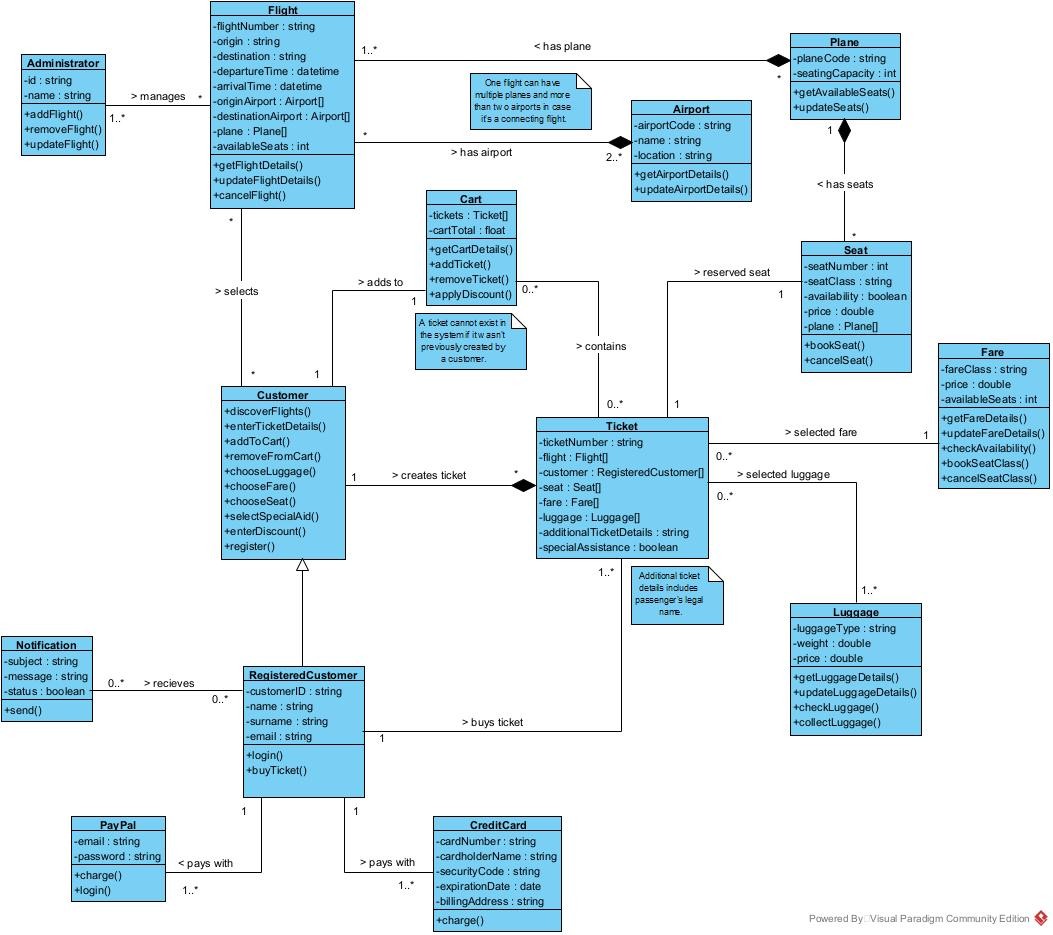 Flight
-flightNumber : string
-origin : string
-destination : string
-departureTime : datetime
-arrivalTime : datetime
-originAirport : Airport[]
-destinationAirport : Airport[]
-plane : Plane[]
-availableSeats : int
+getFlightDetails()
+updateFlightDetails()
+cancelFlight()
Administrator
-id : string
-name : string
+addFlight()
+removeFlight()
+updateFlight()
> manages
*
1..*
1..*
< has plane
*
Plane
-planeCode : string
-seatingCapacity : int
+getAvailableSeats()
+updateSeats()
One flight can have
multiple planes and more
than two airports in case
it's a connecting flight.
*
> has airport
2..*
Airport
-airportCode : string
-name : string
-location : string
+getAirportDetails()
+updateAirportDetails()
1
< has seats
*
Seat
-seatNumber : int
-seatClass : string
-availability : boolean
-price : double
-plane : Plane[]
+bookSeat()
+cancelSeat()
Cart
-tickets : Ticket[]
-cartTotal : float
+getCartDetails()
+addTicket()
+removeTicket()
+applyDiscount()
*
> selects
*
> adds to
1
1
0..*
> contains
0..*
> reserved seat
1
1
A ticket cannot exist in
the system if it wasn't
previously created by
a customer.
Fare
-fareClass : string
-price : double
-availableSeats : int
+getFareDetails()
+updateFareDetails()
+checkAvailability()
+bookSeatClass()
+cancelSeatClass()
Customer
+discoverFlights()
+enterTicketDetails()
+addToCart()
+removeFromCart()
+chooseLuggage()
+chooseFare()
+chooseSeat()
+selectSpecialAid()
+enterDiscount()
+register()
1
> creates ticket
*
Ticket
-ticketNumber : string
-flight : Flight[]
-customer : RegisteredCustomer[]
-seat : Seat[]
-fare : Fare[]
-luggage : Luggage[]
-additionalTicketDetails : string
-specialAssistance : boolean
> selected fare
1
0..*
> selected luggage
0..*
1..*
1..*
Additional ticket
details includes
passenger's legal
name.
Luggage
-luggageType : string
-weight : double
-price : double
+getLuggageDetails()
+updateLuggageDetails()
+checkLuggage()
+collectLuggage()
Notification
-subject : string
-message : string
-status : boolean
+send()
0..*
> recieves
0..*
RegisteredCustomer
-customerID : string
-name : string
-surname : string
-email : string
+login()
+buyTicket()
> buys ticket
1
1
1
PayPal
-email : string
-password : string
+charge()
+login()
< pays with
1..*
> pays with
1..*
CreditCard
-cardNumber : string
-cardholderName : string
-securityCode : string
-expirationDate : date
-billingAddress : string
+charge()
Powered By Visual Paradigm Community Edition